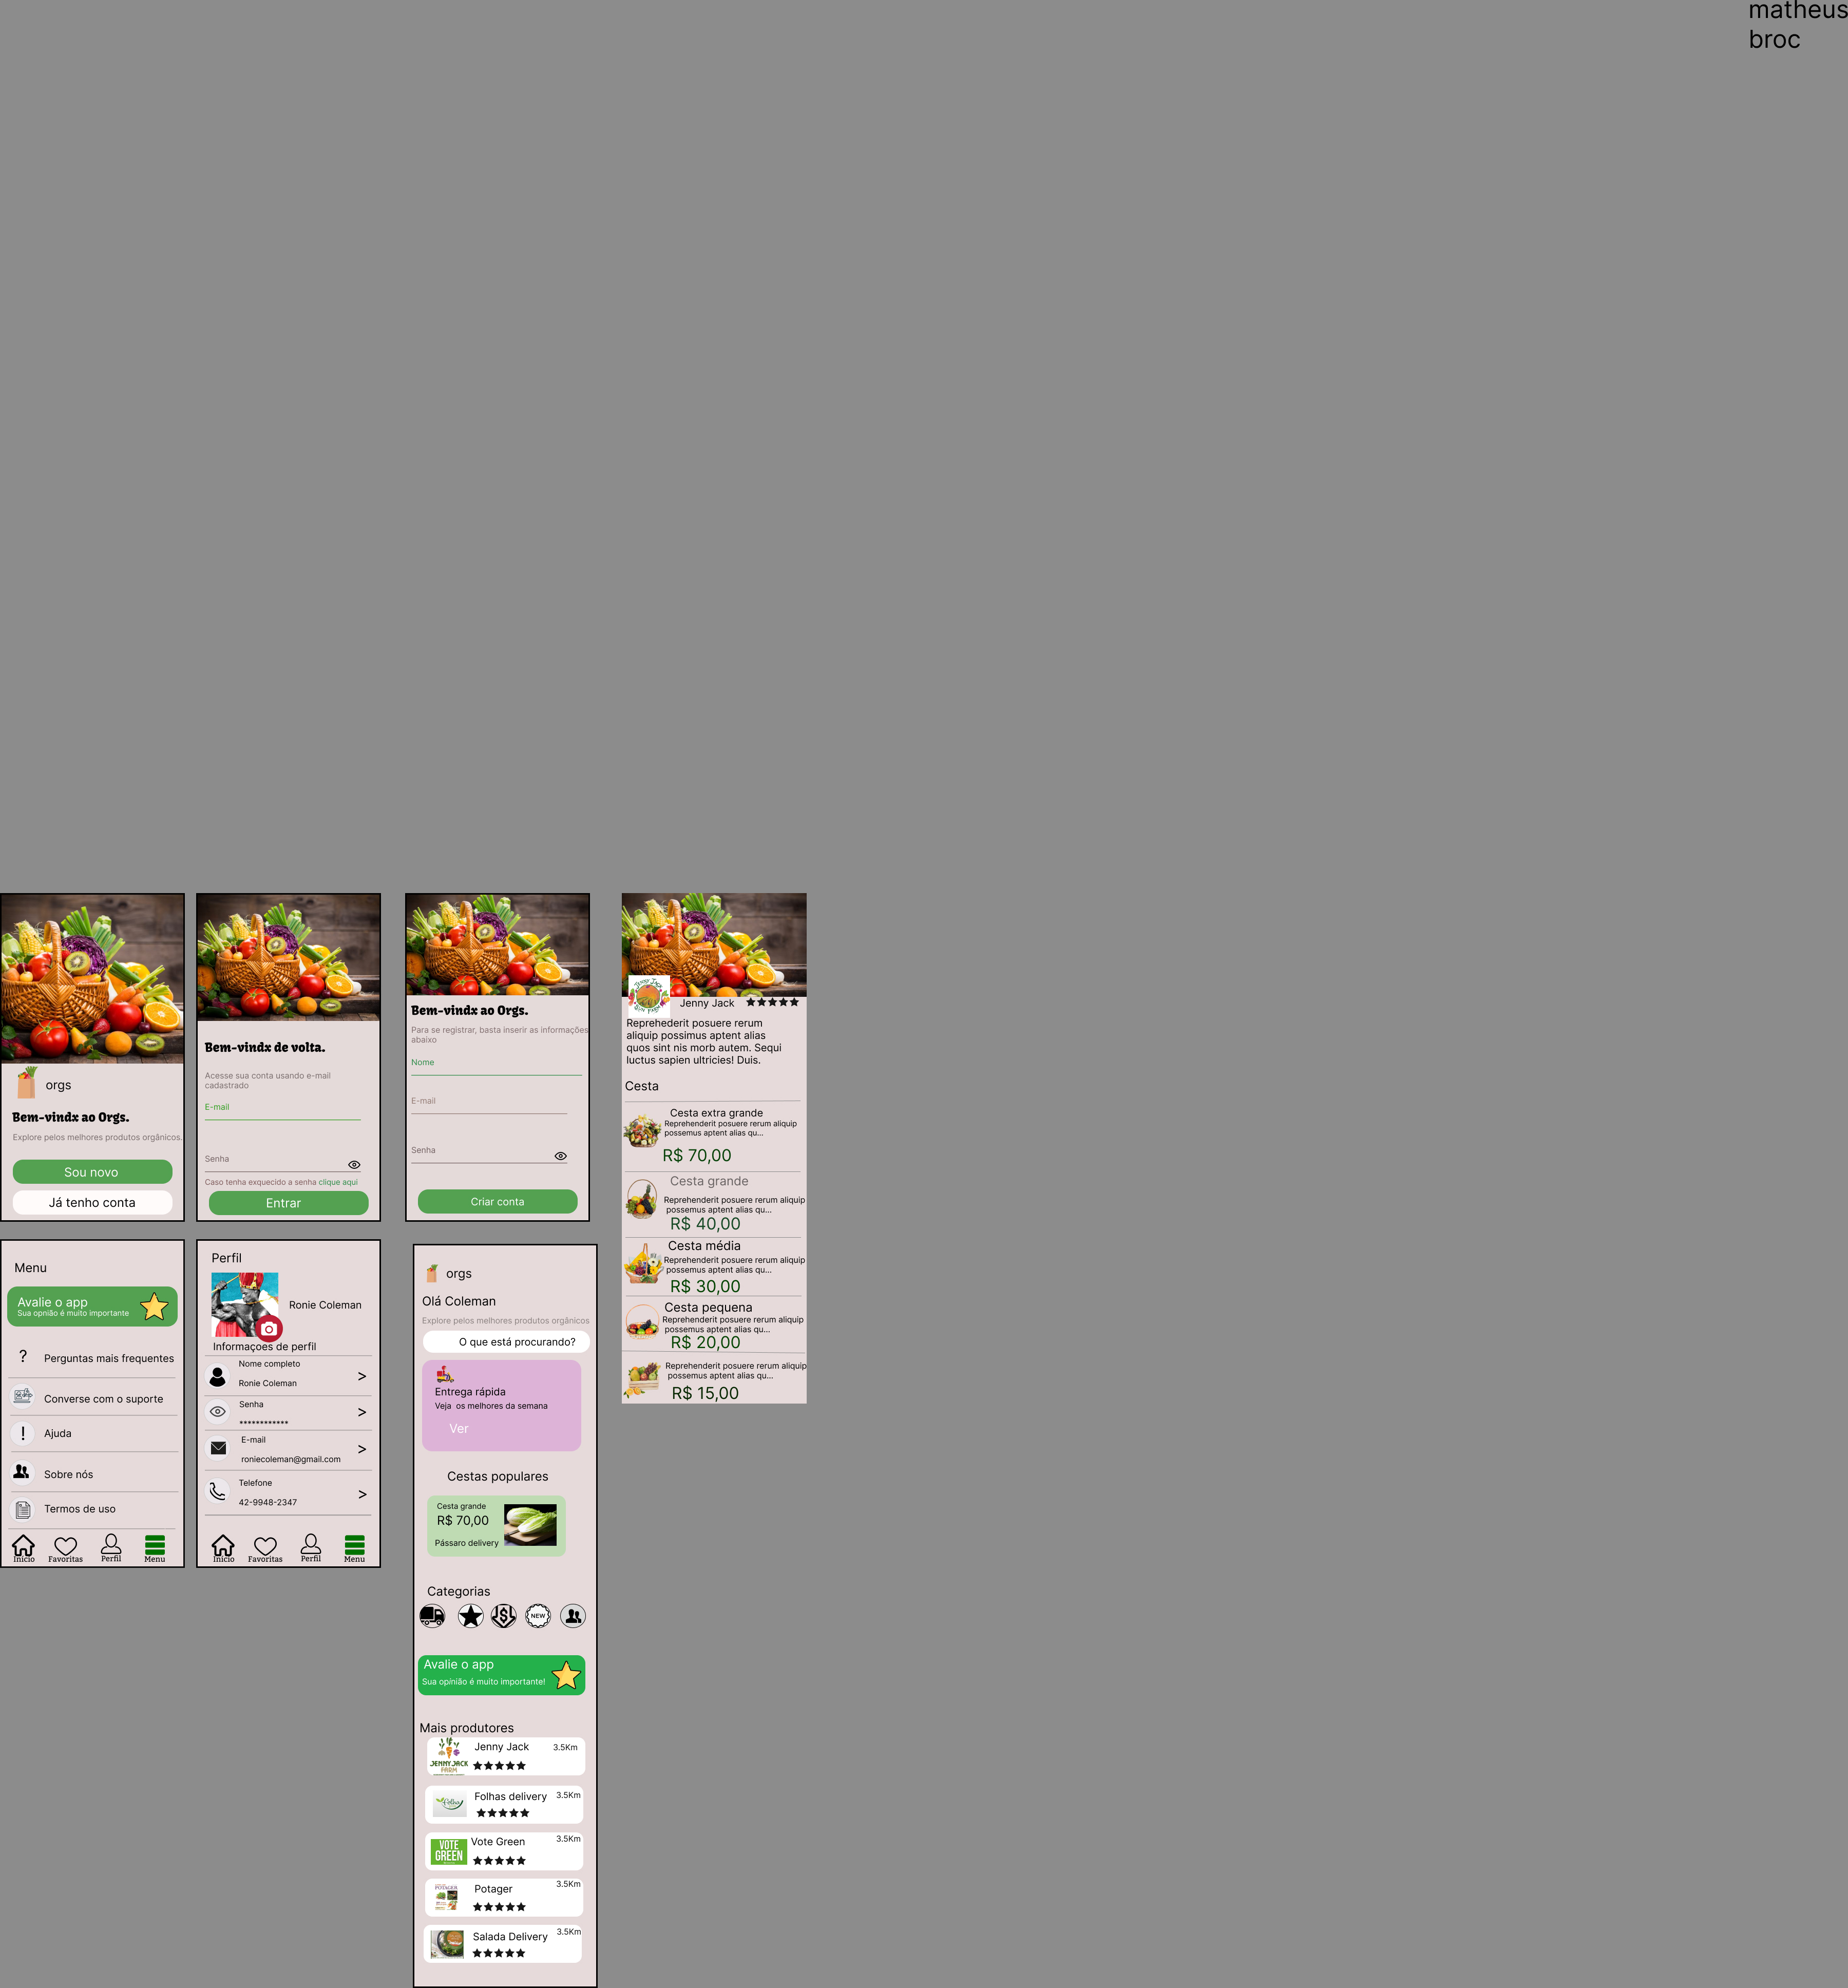 matheus
broc
orgs
Bem-vindx ao Orgs.
Explore pelos melhores produtos orgânicos.
Sou novo
Já tenho conta
Bem-vindx de volta.
Acesse sua conta usando e-mail
cadastrado
E-mail
Senha
Caso tenha exquecido a senha clique aqui
Entrar
Bem-vindx ao Orgs.
Para se registrar, basta inserir as informações
abaixo
Nome
E-mail
Senha
Criar conta
Jenny Jack
Reprehederit posuere rerum
aliquip possimus aptent alias
quos sint nis morb autem. Sequi
luctus sapien ultricies! Duis.
Cesta
Cesta extra grande
Reprehenderit posuere rerum aliquip
possemus aptent alias qu...
R$ 70,00
Cesta grande
Reprehenderit posuere rerum aliquip
possemus aptent alias qu...
R$ 40,00
Cesta média
Reprehenderit posuere rerum aliquip
possemus aptent alias qu...
R$ 30,00
Cesta pequena
Reprehenderit posuere rerum aliquip
possemus aptent alias qu...
R$ 20,00
Reprehenderit posuere rerum aliquip
possemus aptent alias qu...
R$ 15,00
Menu
Avalie o app
Sua opnião é muito importante
?
Perguntas mais frequentes
Converse com o suporte
!
Ajuda
Sobre nós
Termos de uso
Início
Favoritas
Perfil
Menu
Perfil
Ronie Coleman
Informaçoes de perfil
Nome completo
Ronie Coleman
>
Senha
************
>
E-mail
roniecoleman@gmail.com
>
Telefone
42-9948-2347
>
Início
Favoritas
Perfil
Menu
orgs
Olá Coleman
Explore pelos melhores produtos orgânicos
O que está procurando?
Entrega rápida
Veja  os melhores da semana
Ver
Cestas populares
Cesta grande
R$ 70,00
Pássaro delivery
Categorias
NEW
Avalie o app
Sua opinião é muito importante!
Mais produtores
JENNY JACK
FARM
Jenny Jack
3.5Km
Folha
Folhas delivery
3.5Km
VOTE
GREEN
Vote Green
3.5Km
POTAGER
Potager
3.5Km
Salada Delivery
3.5Km